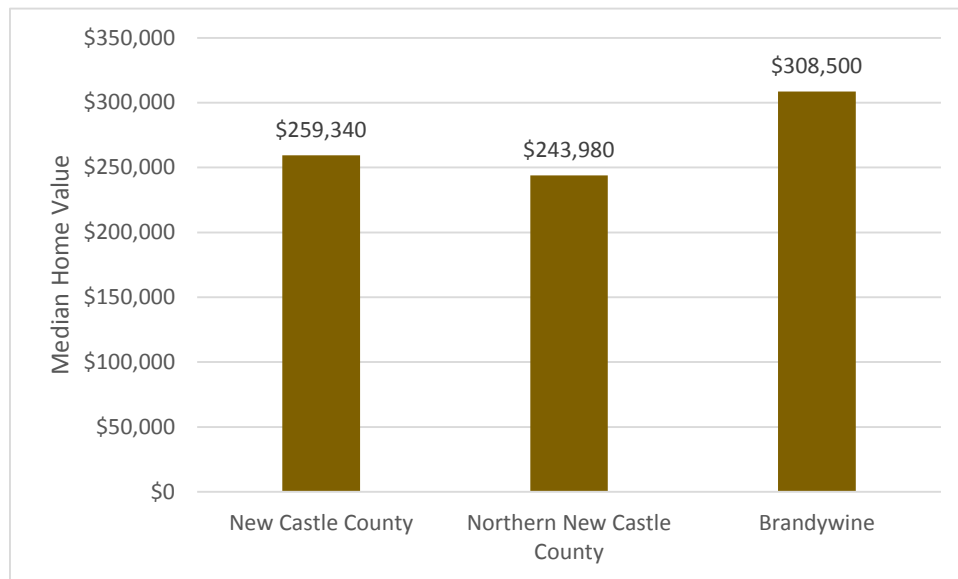 $350,000
$300,000
$250,000
$200,000
$150,000
$100,000
$50,000
$0
Median Home Value
$259,340
$243,980
$308,500
New Castle County
Northern New Castle
County
Brandywine